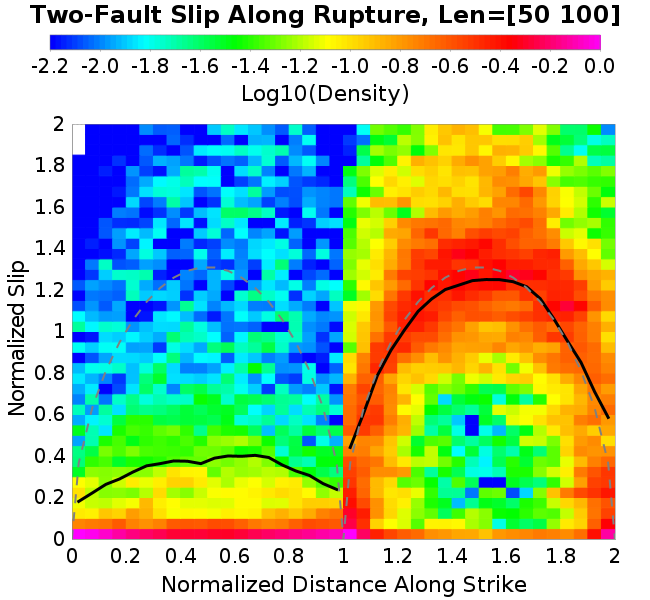 Two-Fault Slip Along Rupture, Len=[50 100]
-2.2 -2.0 -1.8 -1.6 -1.4 -1.2 -1.0 -0.8 -0.6 -0.4 -0.2 0.0
Log10(Density)
2
1.8
1.6
1.4
1.2
1
0.8
0.6
0.4
0.2
0
Normalized Slip
0 0.2 0.4 0.6 0.8 1 1.2 1.4 1.6 1.8 2
Normalized Distance Along Strike